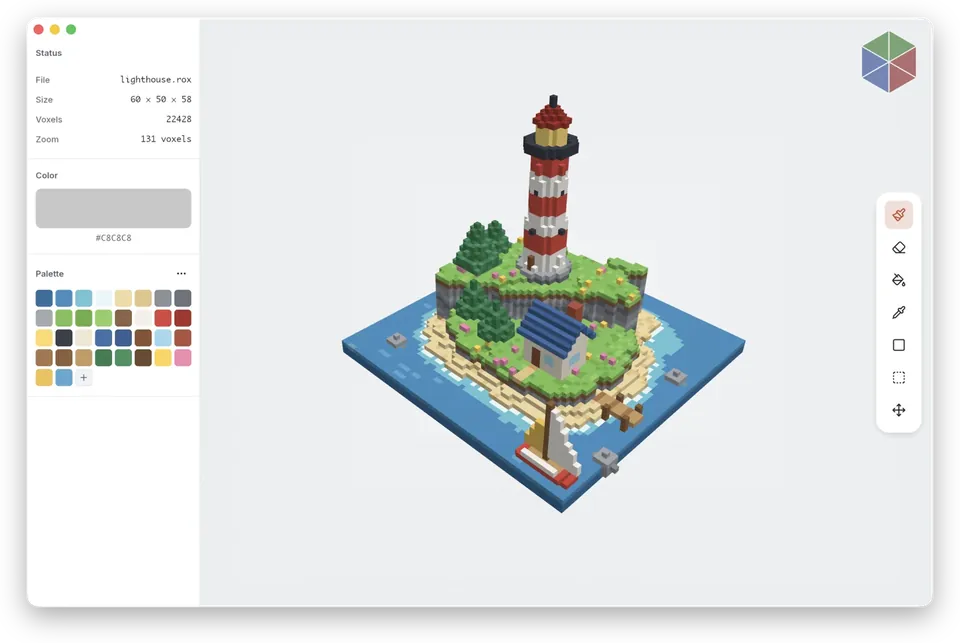 Status
File lighthouse.rox
Size 60 × 50 × 58
Voxels 22428
Zoom 131 voxels
Color
#C8C8C8
Palette